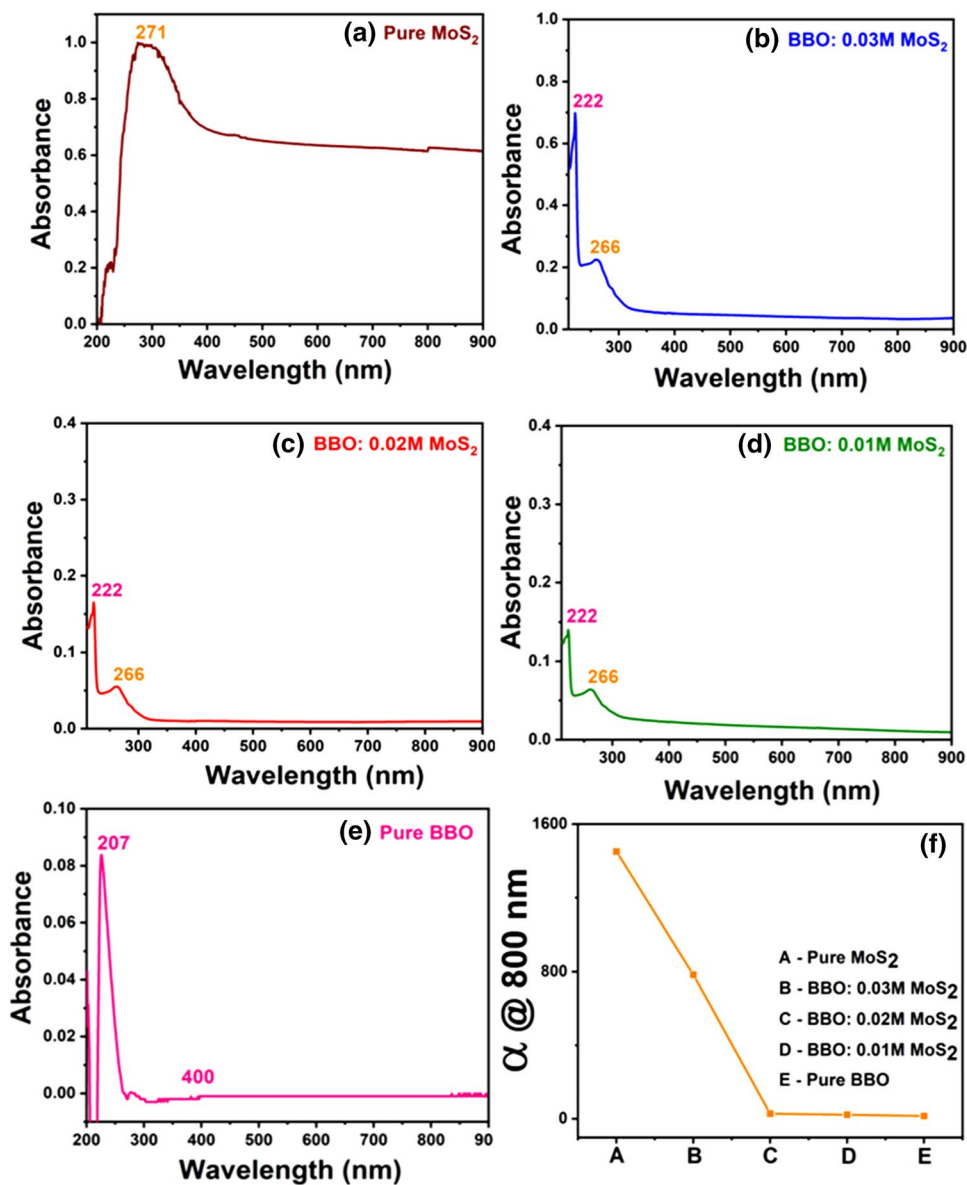 (a) Pure MoS₂
271
1.0
0.8
0.6
0.4
0.2
0.0
Absorbance
200 300 400 500 600 700 800 900
Wavelength (nm)
(b) BBO: 0.03M MoS₂
222
266
1.0
0.8
0.6
0.4
0.2
0.0
Absorbance
300 400 500 600 700 800 900
Wavelength (nm)
(c) BBO: 0.02M MoS₂
222
266
0.4
0.3
0.2
0.1
0.0
Absorbance
300 400 500 600 700 800 900
Wavelength (nm)
(d) BBO: 0.01M MoS₂
222
266
0.4
0.3
0.2
0.1
0.0
Absorbance
300 400 500 600 700 800 900
Wavelength (nm)
(e) Pure BBO
207
400
0.10
0.08
0.06
0.04
0.02
0.00
Absorbance
200 300 400 500 600 700 800 900
Wavelength (nm)
(f)
1600
800
0
α @ 800 nm
A - Pure MoS₂
B - BBO: 0.03M MoS₂
C - BBO: 0.02M MoS₂
D - BBO: 0.01M MoS₂
E - Pure BBO
A B C D E